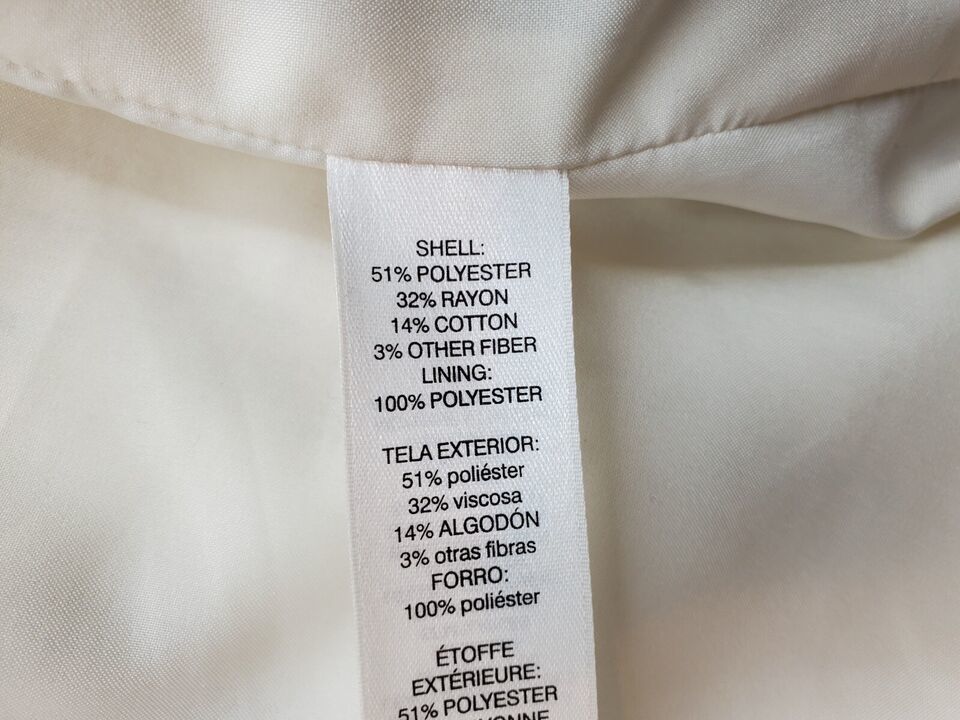 SHELL:
51% POLYESTER
32% RAYON
14% COTTON
3% OTHER FIBER
LINING:
100% POLYESTER
TELA EXTERIOR:
51% poliéster
32% viscosa
14% ALGODÓN
3% otras fibras
FORRO:
100% poliéster
ÉTOFFE
EXTÉRIEURE:
51% POLYESTER